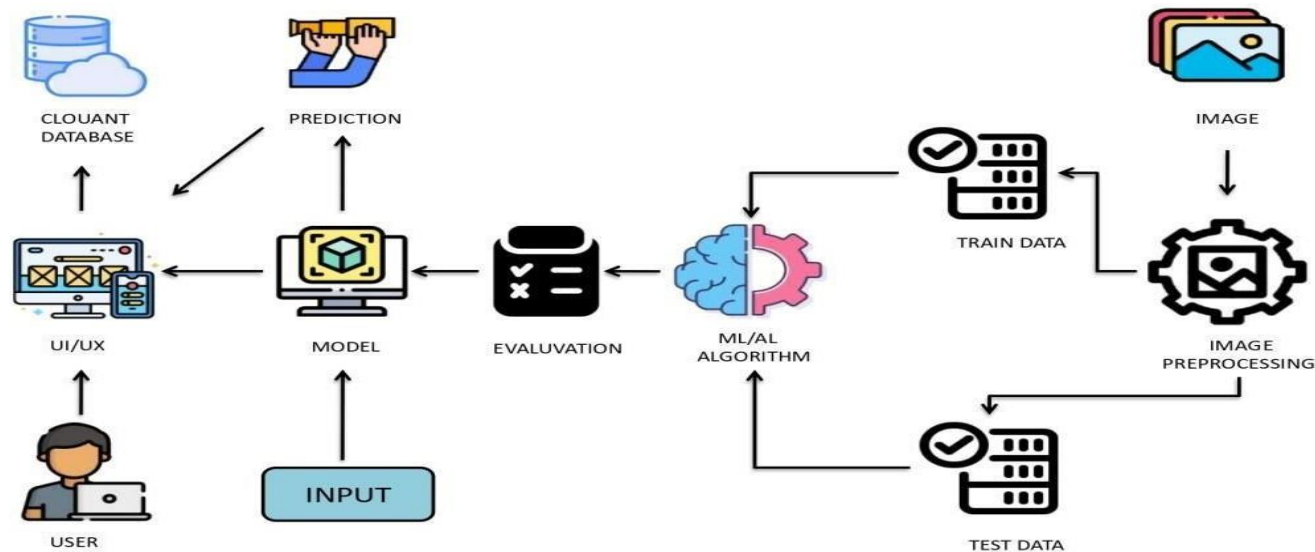 CLOUANT
DATABASE
PREDICTION
IMAGE
TRAIN DATA
UI/UX
MODEL
EVALUVATION
ML/AL
ALGORITHM
IMAGE
PREPROCESSING
INPUT
USER
TEST DATA